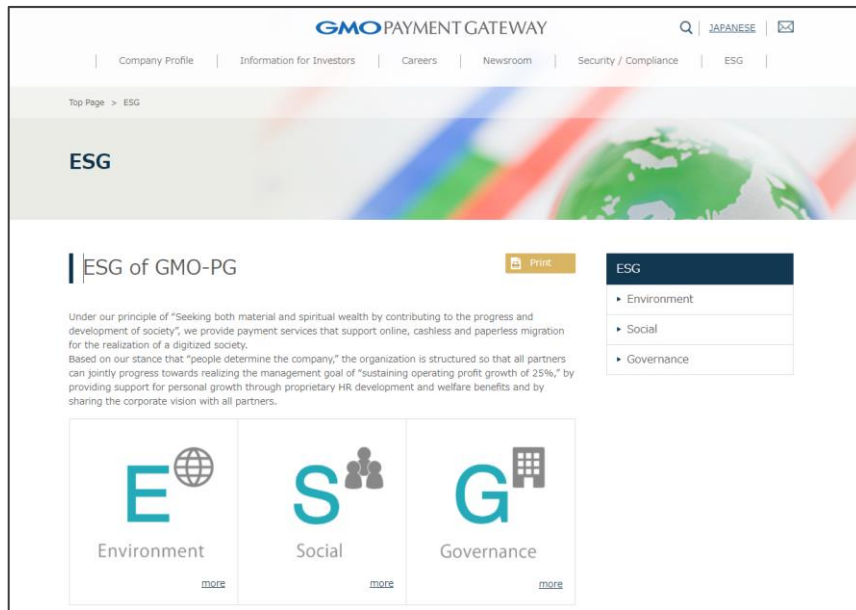 GMO PAYMENT GATEWAY
JAPANESE
Company Profile
Information for Investors
Careers
Newsroom
Security / Compliance
ESG
Top Page > ESG
ESG
ESG of GMO-PG
Print
Under our principle of "Seeking both material and spiritual wealth by contributing to the progress and
development of society", we provide payment services that support online, cashless and paperless migration
for the realization of a digitized society.
Based on our stance that "people determine the company," the organization is structured so that all partners
can jointly progress towards realizing the management goal of "sustaining operating profit growth of 25%," by
providing support for personal growth through proprietary HR development and welfare benefits and by
sharing the corporate vision with all partners.
ESG
Environment
Social
Governance
E
Environment
more
S
Social
more
G
Governance
more